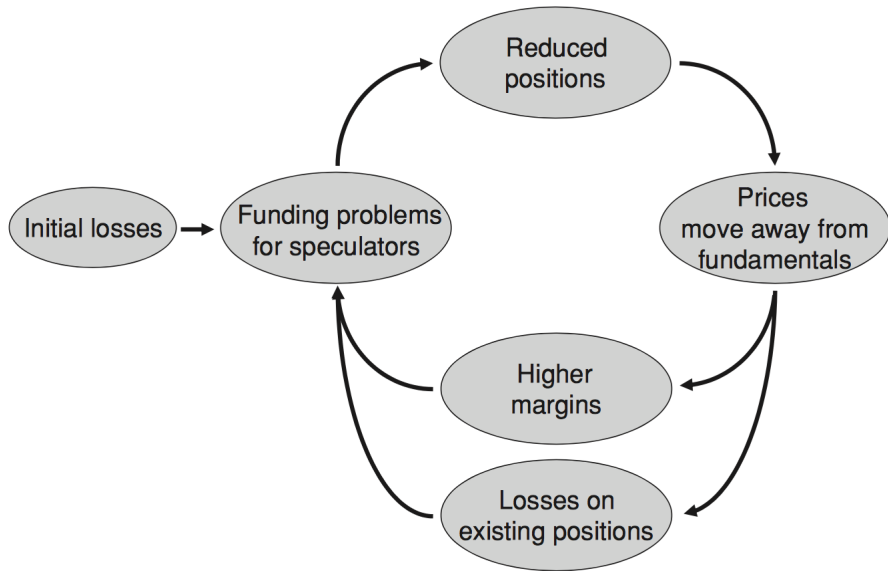 Reduced
positions
Initial losses
Funding problems
for speculators
Prices
move away from
fundamentals
Higher
margins
Losses on
existing positions